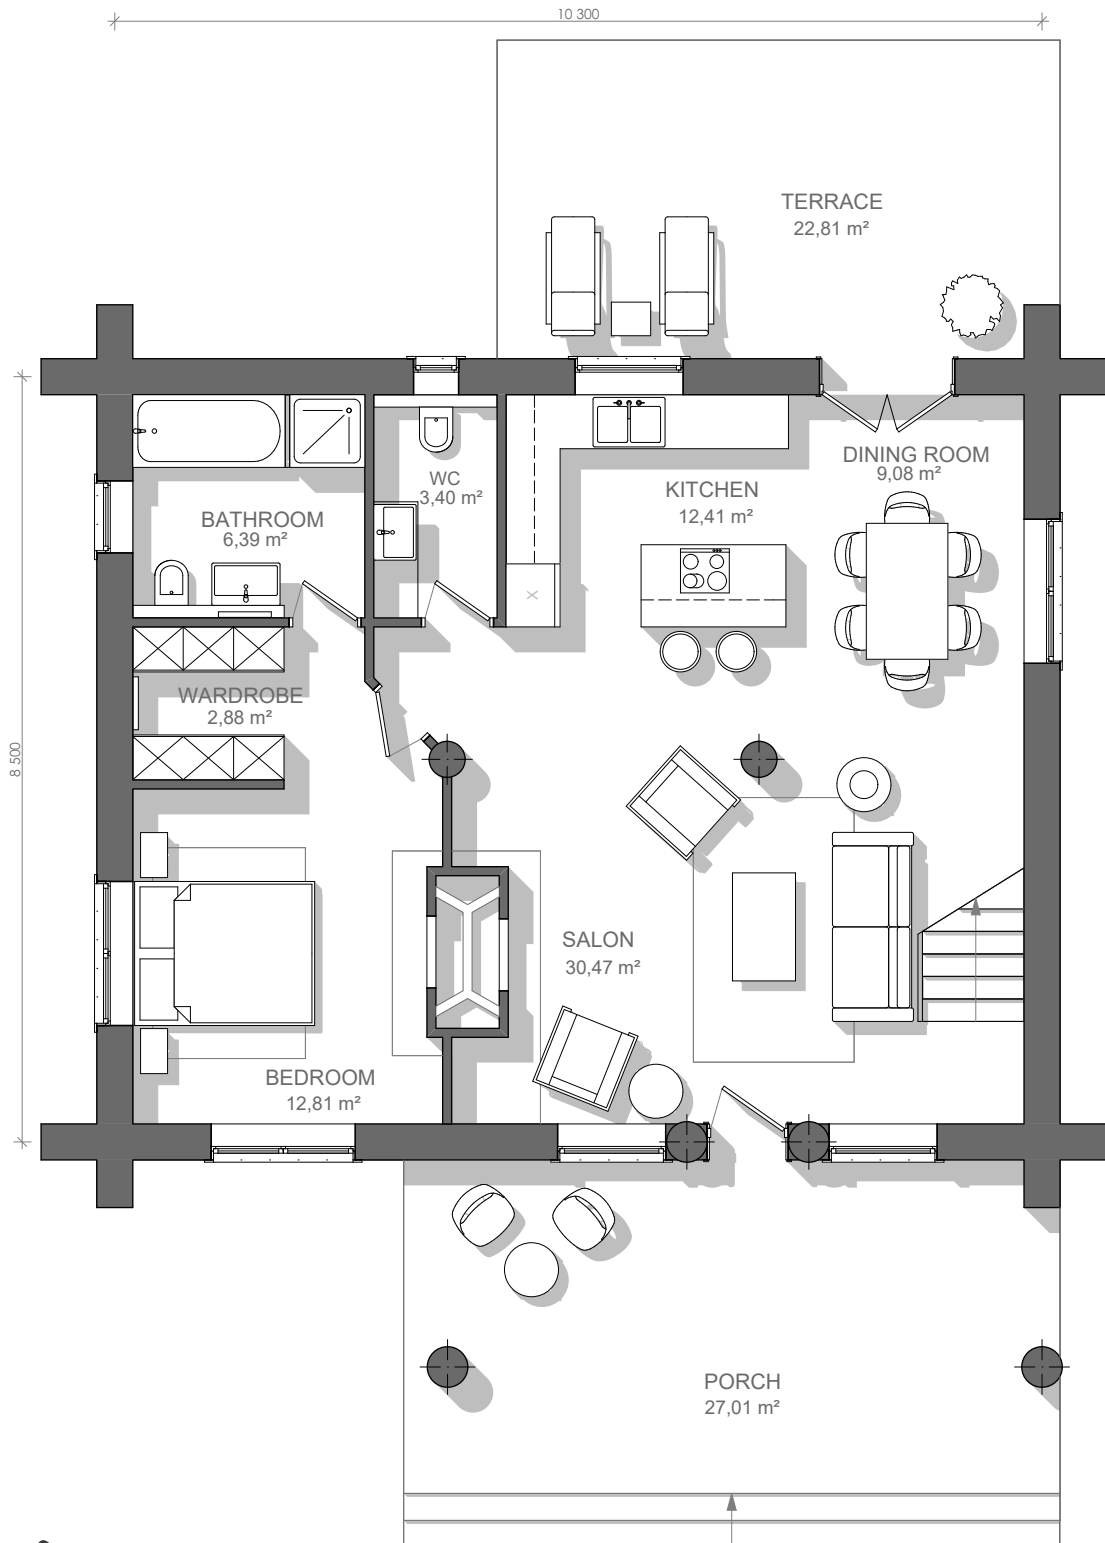 10 300
TERRACE
22,81 m²
DINING ROOM
9,08 m²
WC
3,40 m²
KITCHEN
12,41 m²
BATHROOM
6,39 m²
X
WARDROBE
2,88 m²
8 500
SALON
30,47 m²
BEDROOM
12,81 m²
PORCH
27,01 m²